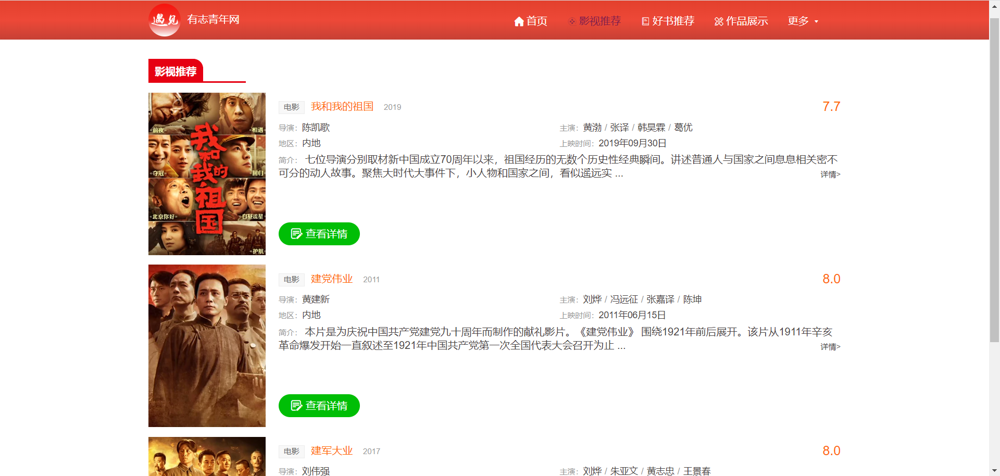 遇见 有志青年网 首页 影视推荐 好书推荐 作品展示 更多
影视推荐
电影 我和我的祖国 2019 7.7
导演：陈凯歌 主演：黄渤 / 张译 / 韩昊霖 / 葛优
地区：内地 上映时间：2019年09月30日
简介： 七位导演分别取材新中国成立70周年以来，祖国经历的无数个历史性经典瞬间。讲述普通人与国家之间息息相关密不
可分的动人故事。聚焦大时代大事件下，小人物和国家之间，看似遥远实 ... 详情>
查看详情
«前夜» «相遇»
«夺冠» «回归»
«北京你好» «白昼流星»
«护航»
我和我的祖国
电影 建党伟业 2011 8.0
导演：黄建新 主演：刘烨 / 冯远征 / 张嘉译 / 陈坤
地区：内地 上映时间：2011年06月15日
简介： 本片是为庆祝中国共产党建党九十周年而制作的献礼影片。《建党伟业》 围绕1921年前后展开。该片从1911年辛亥
革命爆发开始一直叙述至1921年中国共产党第一次全国代表大会召开为止 ... 详情>
查看详情
电影 建军大业 2017 8.0
导演：刘伟强 主演：刘烨 / 朱亚文 / 黄志忠 / 王景春